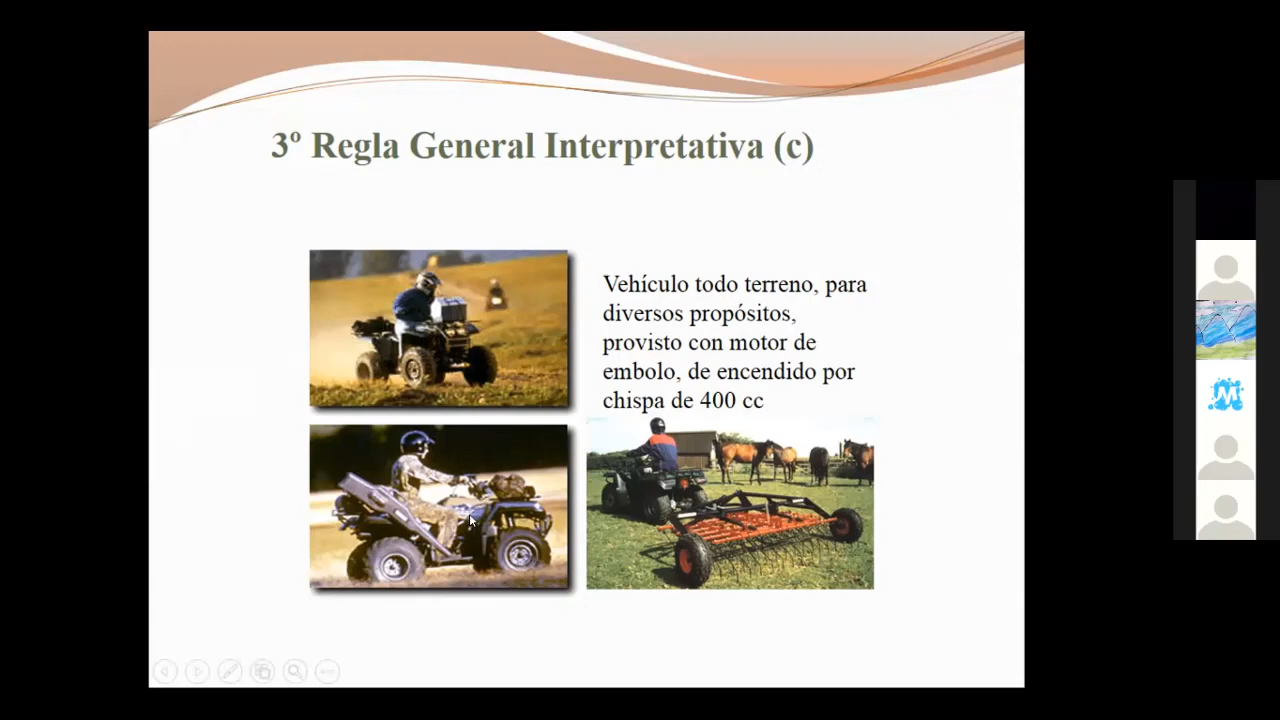 3º Regla General Interpretativa (c)
Vehículo todo terreno, para
diversos propósitos,
provisto con motor de
embolo, de encendido por
chispa de 400 cc